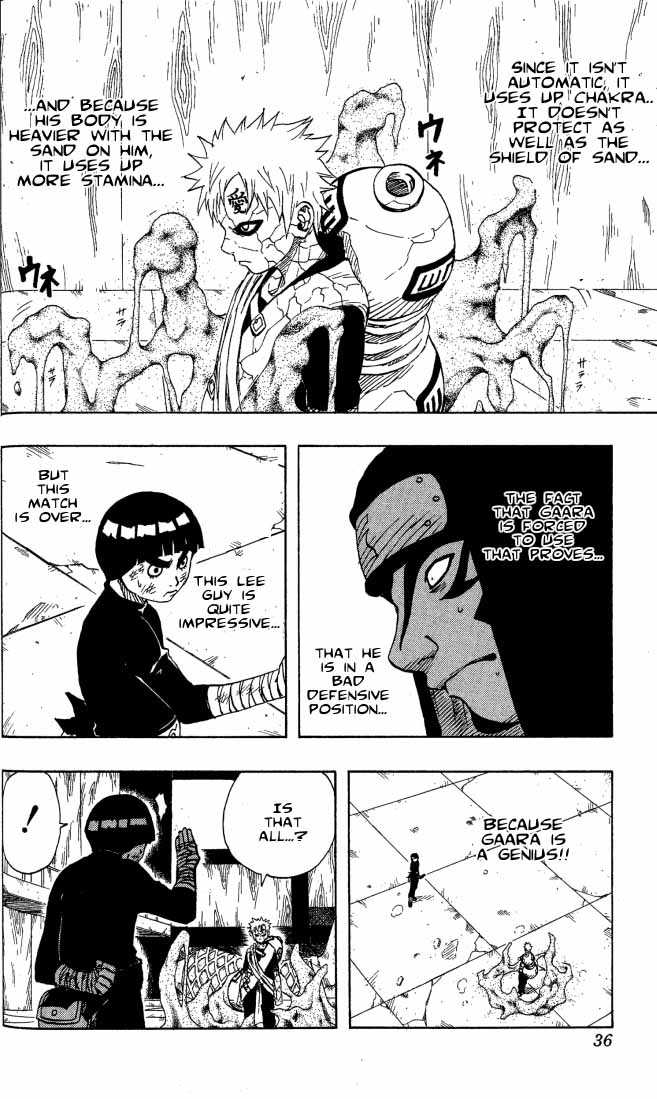 SINCE IT ISN'T
AUTOMATIC, IT
USES UP CHAKRA..
IT DOESN'T
PROTECT AS
WELL AS THE
SHIELD OF SAND...
...AND BECAUSE
HIS BODY IS
HEAVIER WITH THE
SAND ON HIM,
IT USES UP
MORE STAMINA...
ウネ
愛
ウネ
THE FACT
THAT GAARA
IS FORCED
TO USE
THAT PROVES...
THAT HE
IS IN A
BAD
DEFENSIVE
POSITION...
BUT
THIS
MATCH
IS OVER...
THIS LEE
GUY IS
QUITE
IMPRESSIVE...
BECAUSE
GAARA IS
A GENIUS!!
IS
THAT
ALL...?
!
36